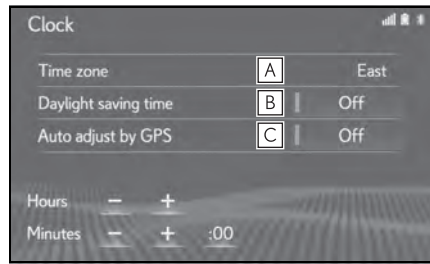 Clock
Time zone A East
Daylight saving time B Off
Auto adjust by GPS C Off
Hours − +
Minutes − + :00